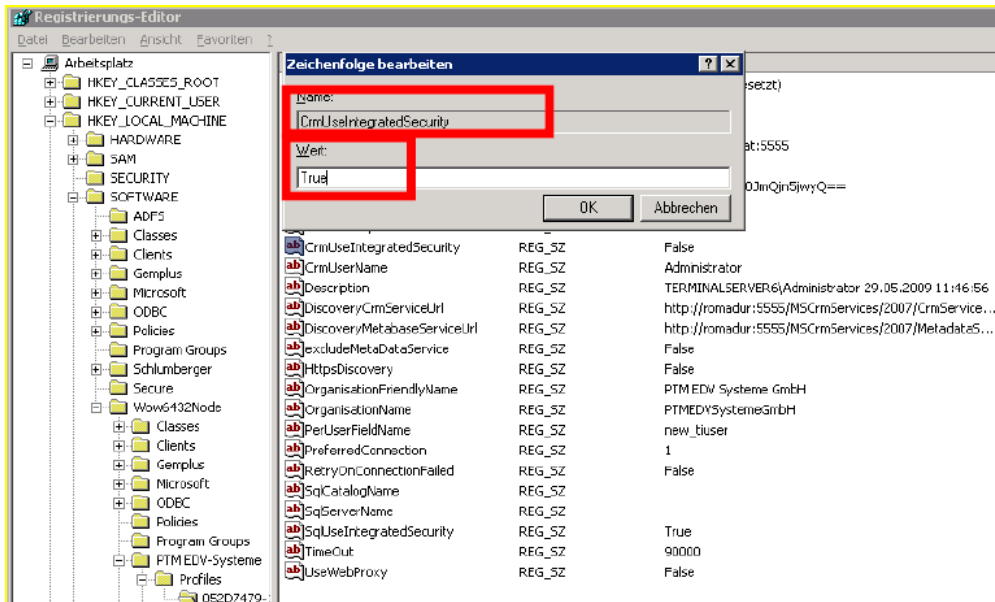 Registrierungs-Editor
Datei Bearbeiten Ansicht Favoriten ?
Arbeitsplatz
HKEY_CLASSES_ROOT
HKEY_CURRENT_USER
HKEY_LOCAL_MACHINE
HARDWARE
SAM
SECURITY
SOFTWARE
ADFS
Classes
Clients
Gemplus
Microsoft
ODBC
Policies
Program Groups
Schlumberger
Secure
Wow6432Node
Classes
Clients
Gemplus
Microsoft
ODBC
Policies
Program Groups
PTM EDV-Systeme
Profiles
052D7479-
Zeichenfolge bearbeiten
Name:
CrmUseIntegratedSecurity
Wert:
True
OK Abbrechen
esetzt)
at:5555
0JmQjn5jwyQ==
CrmUseIntegratedSecurity REG_SZ False
CrmUserName REG_SZ Administrator
Description REG_SZ TERMINALSERVER6\Administrator 29.05.2009 11:46:56
DiscoveryCrmServiceUrl REG_SZ http://romadur:5555/MSCrmServices/2007/CrmService...
DiscoveryMetabaseServiceUrl REG_SZ http://romadur:5555/MSCrmServices/2007/MetadataS...
excludeMetaDataService REG_SZ False
HttpsDiscovery REG_SZ False
OrganisationFriendlyName REG_SZ PTM EDV Systeme GmbH
OrganisationName REG_SZ PTMEDVSystemeGmbH
PerUserFieldName REG_SZ new_tiuser
PreferredConnection REG_SZ 1
RetryOnConnectionFailed REG_SZ False
SqlCatalogName REG_SZ
SqlServerName REG_SZ
SqlUseIntegratedSecurity REG_SZ True
TimeOut REG_SZ 90000
UseWebProxy REG_SZ False